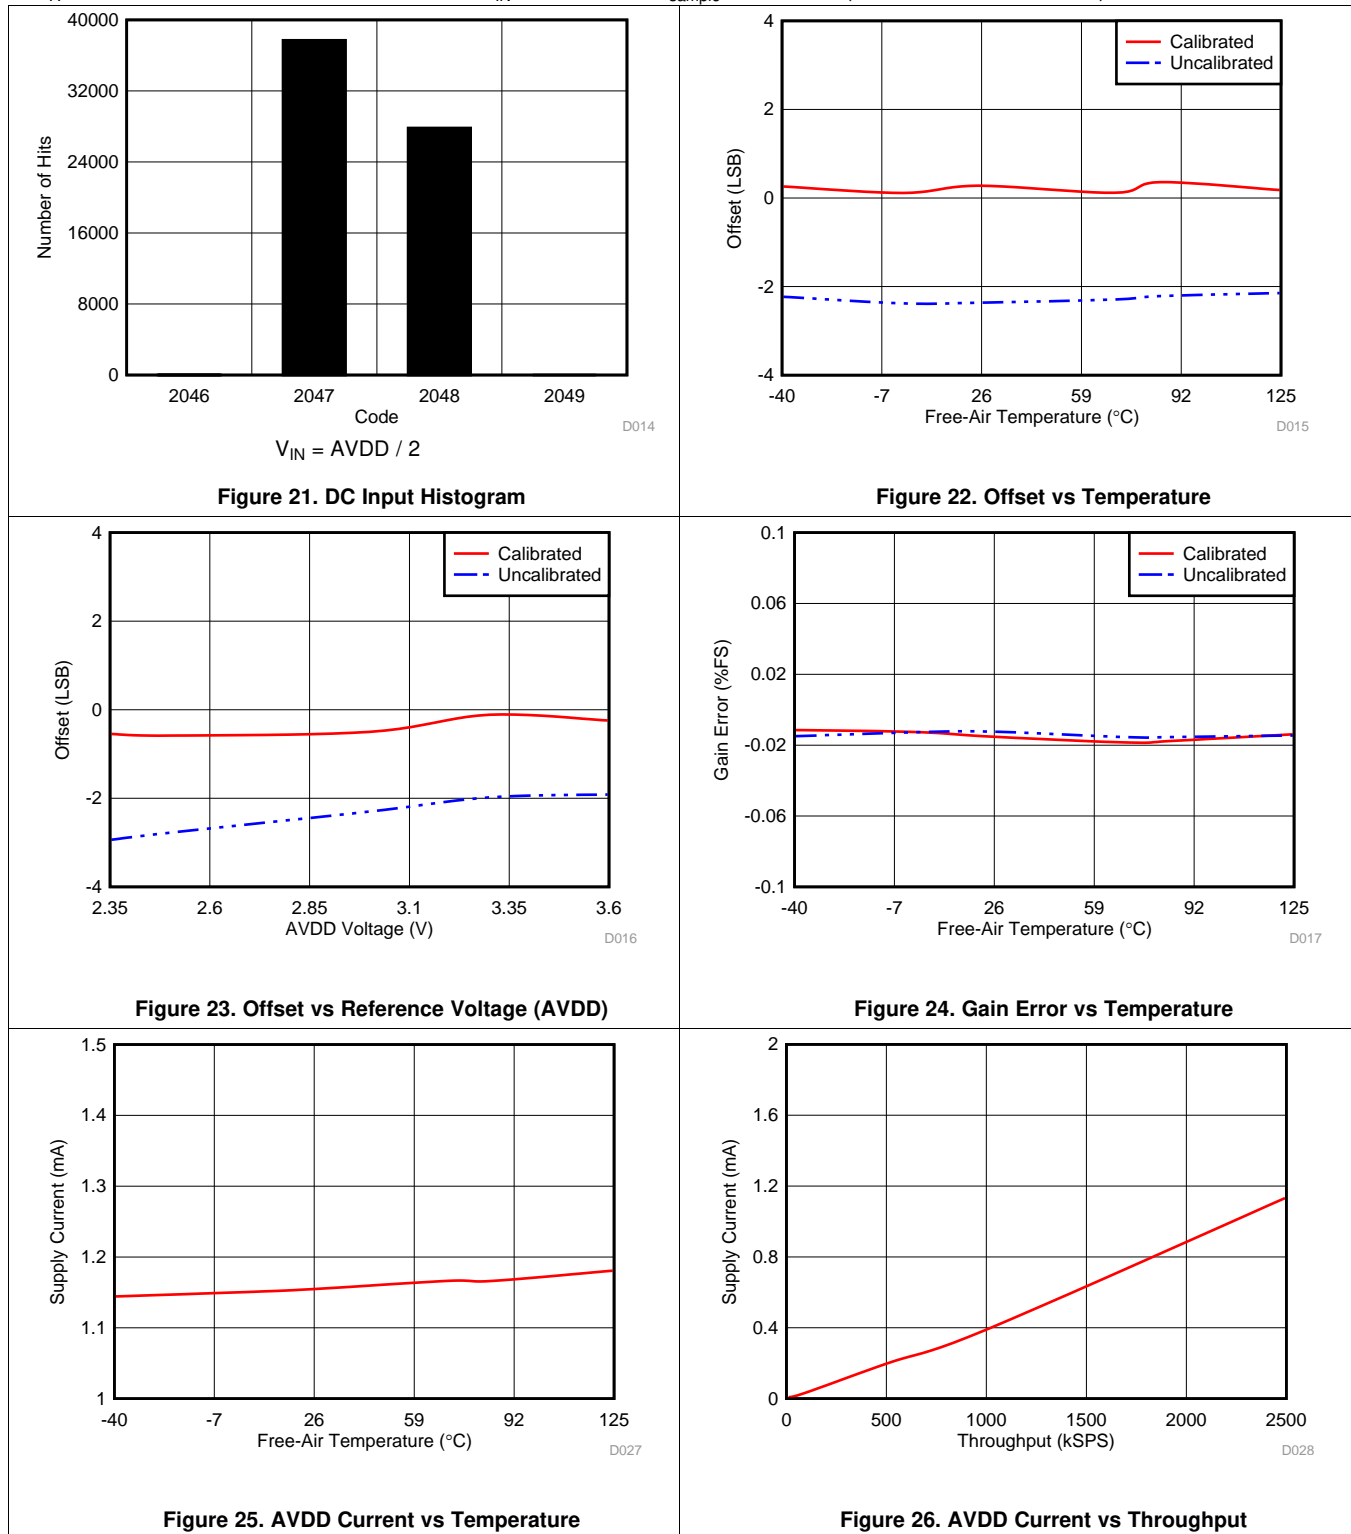 IN
sample
40000
32000
24000
16000
8000
0
Number of Hits
2046 2047 2048 2049
Code
D014
V_IN = AVDD / 2
Figure 21. DC Input Histogram
4
2
0
-2
-4
Offset (LSB)
Calibrated
Uncalibrated
-40 -7 26 59 92 125
Free-Air Temperature (°C)
D015
Figure 22. Offset vs Temperature
4
2
0
-2
-4
Offset (LSB)
Calibrated
Uncalibrated
2.35 2.6 2.85 3.1 3.35 3.6
AVDD Voltage (V)
D016
Figure 23. Offset vs Reference Voltage (AVDD)
0.1
0.06
0.02
-0.02
-0.06
-0.1
Gain Error (%FS)
Calibrated
Uncalibrated
-40 -7 26 59 92 125
Free-Air Temperature (°C)
D017
Figure 24. Gain Error vs Temperature
1.5
1.4
1.3
1.2
1.1
1
Supply Current (mA)
-40 -7 26 59 92 125
Free-Air Temperature (°C)
D027
Figure 25. AVDD Current vs Temperature
2
1.6
1.2
0.8
0.4
0
Supply Current (mA)
0 500 1000 1500 2000 2500
Throughput (kSPS)
D028
Figure 26. AVDD Current vs Throughput